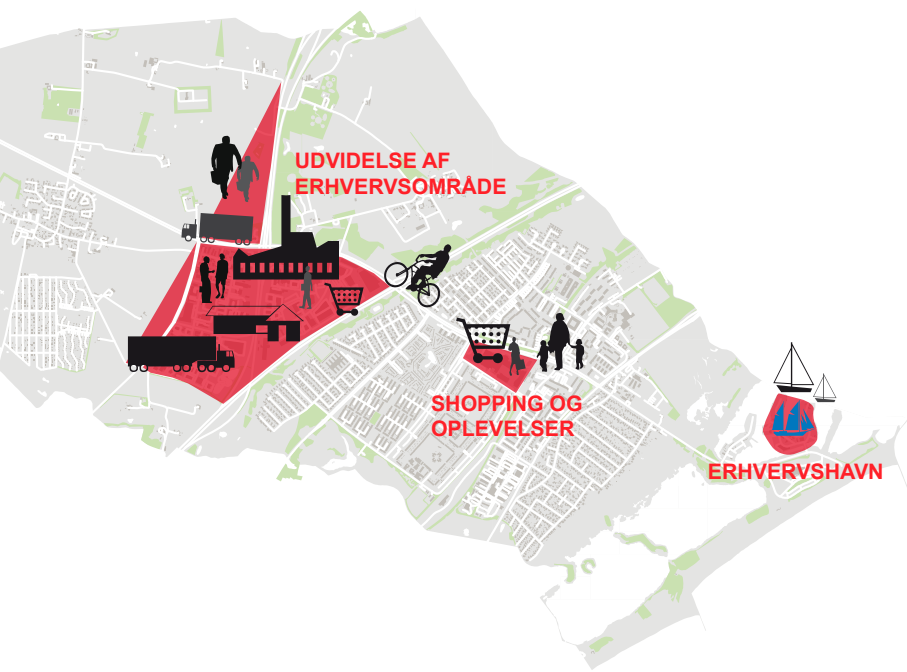 UDVIDELSE AF
ERHVERVSOMRÅDE
SHOPPING OG
OPLEVELSER
ERHVERVSHAVN